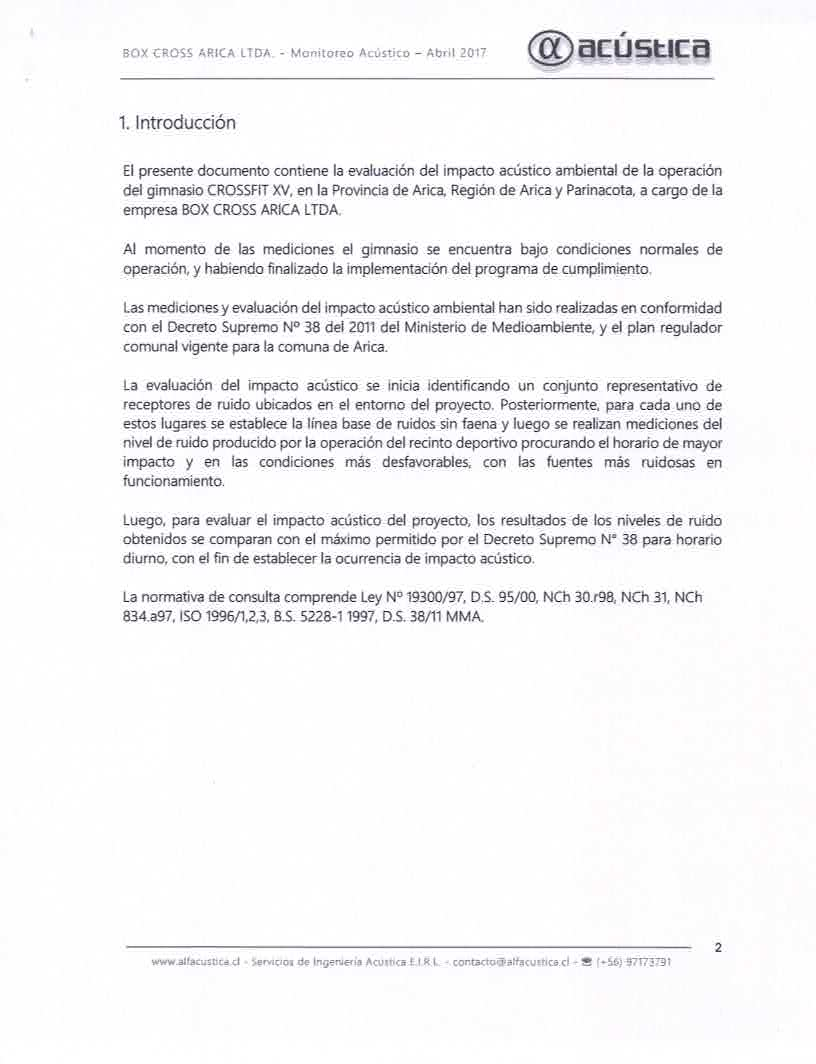 BOX CROSS ARICA LTDA. - Monitoreo Acústico – Abril 2017
α acústica
1. Introducción
El presente documento contiene la evaluación del impacto acústico ambiental de la operación
del gimnasio CROSSFIT XV, en la Provincia de Arica, Región de Arica y Parinacota, a cargo de la
empresa BOX CROSS ARICA LTDA.
Al momento de las mediciones el gimnasio se encuentra bajo condiciones normales de
operación, y habiendo finalizado la implementación del programa de cumplimiento.
Las mediciones y evaluación del impacto acústico ambiental han sido realizadas en conformidad
con el Decreto Supremo Nº 38 del 2011 del Ministerio de Medioambiente, y el plan regulador
comunal vigente para la comuna de Arica.
La evaluación del impacto acústico se inicia identificando un conjunto representativo de
receptores de ruido ubicados en el entorno del proyecto. Posteriormente, para cada uno de
estos lugares se establece la línea base de ruidos sin faena y luego se realizan mediciones del
nivel de ruido producido por la operación del recinto deportivo procurando el horario de mayor
impacto y en las condiciones más desfavorables, con las fuentes más ruidosas en
funcionamiento.
Luego, para evaluar el impacto acústico del proyecto, los resultados de los niveles de ruido
obtenidos se comparan con el máximo permitido por el Decreto Supremo N° 38 para horario
diurno, con el fin de establecer la ocurrencia de impacto acústico.
La normativa de consulta comprende Ley Nº 19300/97, D.S. 95/00, NCh 30.r98, NCh 31, NCh
834.a97, ISO 1996/1,2,3, B.S. 5228-1 1997, D.S. 38/11 MMA.
2
www.alfacustica.cl - Servicios de Ingeniería Acústica E.I.R.L. - contacto@alfacustica.cl - ☎ (+56) 97173791